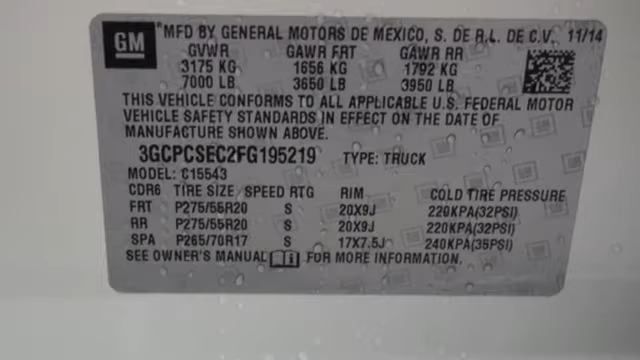 GM
MFD BY GENERAL MOTORS DE MEXICO, S. DE R.L. DE C.V. 11/14
GVWR GAWR FRT GAWR RR
3175 KG 1656 KG 1792 KG
7000 LB 3650 LB 3950 LB
THIS VEHICLE CONFORMS TO ALL APPLICABLE U.S. FEDERAL MOTOR
VEHICLE SAFETY STANDARDS IN EFFECT ON THE DATE OF
MANUFACTURE SHOWN ABOVE.
3GCPCSEC2FG195219 TYPE: TRUCK
MODEL: C15543
CDR6 TIRE SIZE / SPEED RTG RIM COLD TIRE PRESSURE
FRT P275/55R20 S 20X9J 220KPA(32PSI)
RR P275/55R20 S 20X9J 220KPA(32PSI)
SPA P265/70R17 S 17X7.5J 240KPA(35PSI)
SEE OWNER'S MANUAL i FOR MORE INFORMATION.